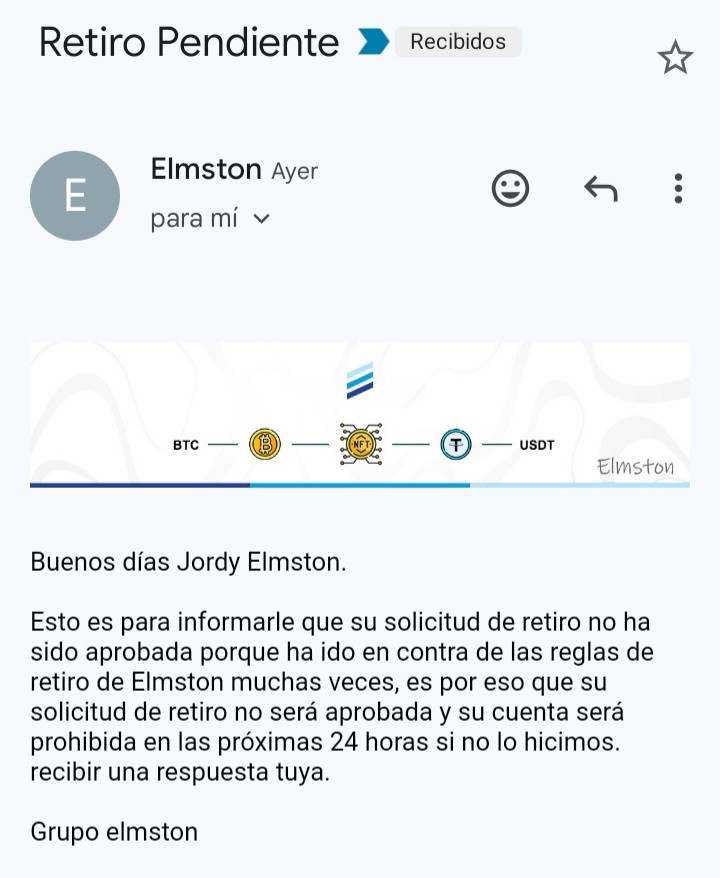 Retiro Pendiente
Recibidos
E
Elmston Ayer
para mí
BTC
NFT
USDT
Elmston
Buenos días Jordy Elmston.
Esto es para informarle que su solicitud de retiro no ha
sido aprobada porque ha ido en contra de las reglas de
retiro de Elmston muchas veces, es por eso que su
solicitud de retiro no será aprobada y su cuenta será
prohibida en las próximas 24 horas si no lo hicimos.
recibir una respuesta tuya.
Grupo elmston